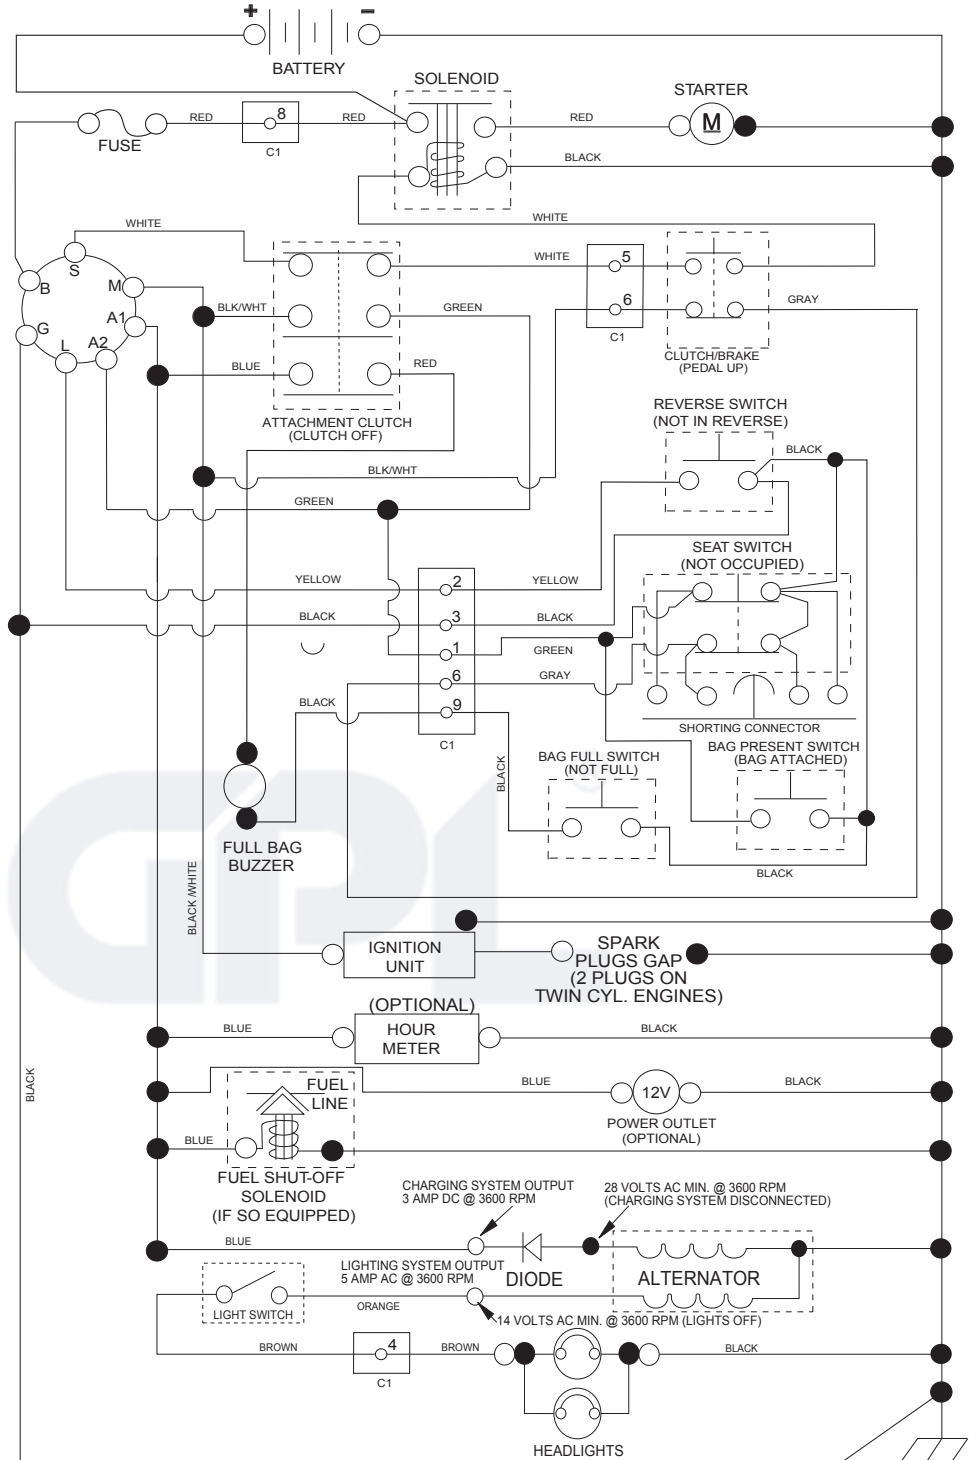 + −
BATTERY
SOLENOID
STARTER
RED
8
RED
RED
M
FUSE
C1
BLACK
WHITE
WHITE
S
WHITE
5
B
M
BLK/WHT
GREEN
6
GRAY
A1
G
C1
L
A2
CLUTCH/BRAKE
(PEDAL UP)
BLUE
RED
ATTACHMENT CLUTCH
(CLUTCH OFF)
REVERSE SWITCH
(NOT IN REVERSE)
BLACK
BLK/WHT
GREEN
SEAT SWITCH
(NOT OCCUPIED)
YELLOW
2
YELLOW
BLACK
3
BLACK
1
GREEN
6
GRAY
BLACK
9
C1
SHORTING CONNECTOR
BLACK
BAG FULL SWITCH
(NOT FULL)
BAG PRESENT SWITCH
(BAG ATTACHED)
FULL BAG
BUZZER
BLACK
BLACK /WHITE
GIPL
IGNITION
UNIT
SPARK
PLUGS GAP
(2 PLUGS ON
TWIN CYL. ENGINES)
(OPTIONAL)
BLUE
HOUR
METER
BLACK
BLACK
FUEL
LINE
BLUE
12V
BLACK
POWER OUTLET
(OPTIONAL)
BLUE
FUEL SHUT-OFF
SOLENOID
(IF SO EQUIPPED)
CHARGING SYSTEM OUTPUT
3 AMP DC @ 3600 RPM
28 VOLTS AC MIN. @ 3600 RPM
(CHARGING SYSTEM DISCONNECTED)
BLUE
LIGHTING SYSTEM OUTPUT
5 AMP AC @ 3600 RPM
DIODE
ALTERNATOR
LIGHT SWITCH
ORANGE
14 VOLTS AC MIN. @ 3600 RPM (LIGHTS OFF)
BROWN
4
BROWN
BLACK
C1
HEADLIGHTS